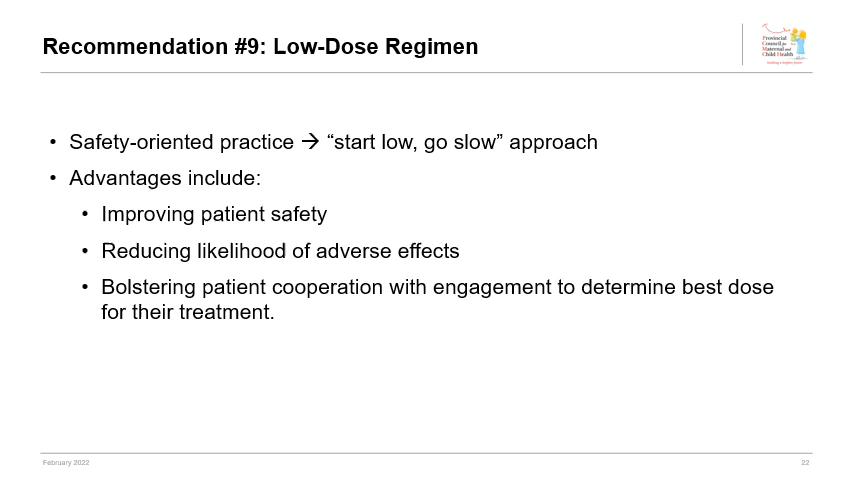 Recommendation #9: Low-Dose Regimen
Provincial
Council for
Maternal and
Child Health
• Safety-oriented practice → “start low, go slow” approach
• Advantages include:
• Improving patient safety
• Reducing likelihood of adverse effects
• Bolstering patient cooperation with engagement to determine best dose
for their treatment.
February 2022
22